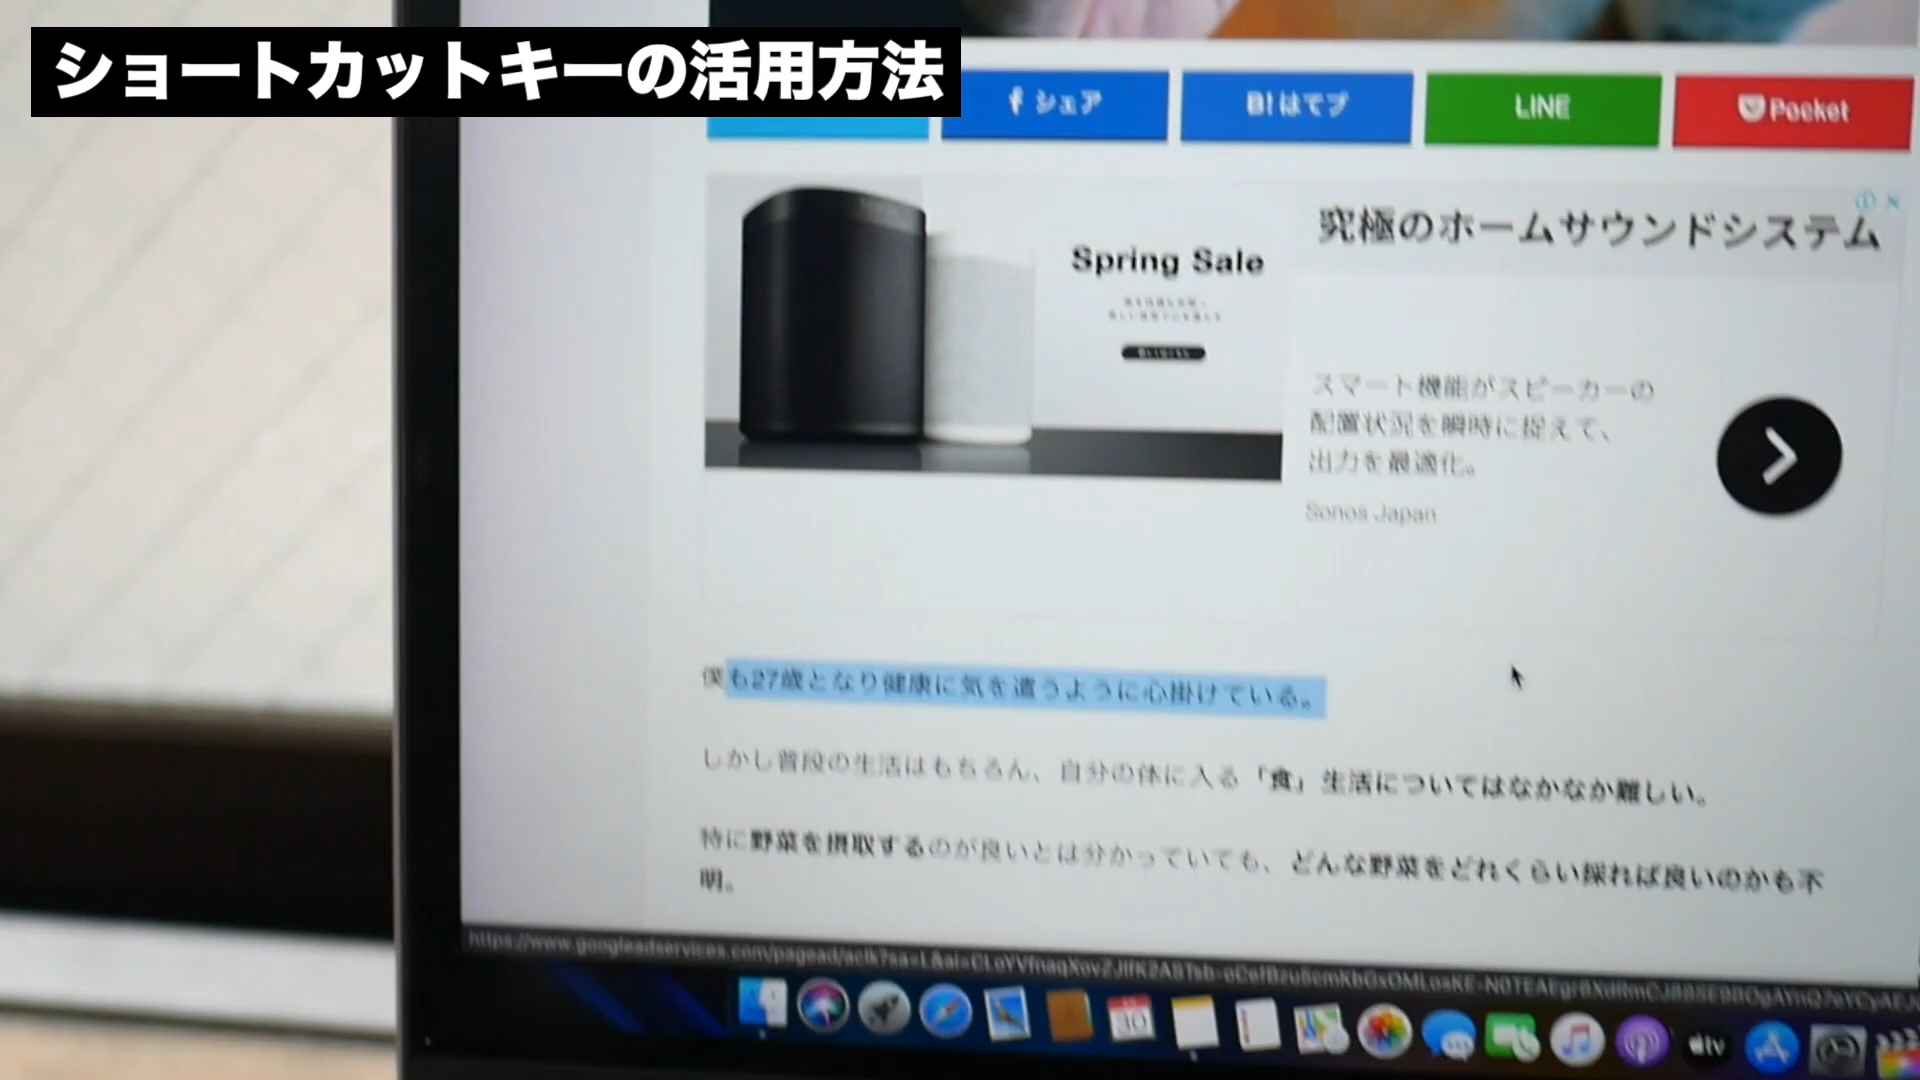 ショートカットキーの活用方法
シェア
B!はてブ
LINE
Pocket
究極のホームサウンドシステム
Spring Sale
スマート機能がスピーカーの
配置状況を瞬時に捉えて、
出力を最適化。
Sonos Japan
僕も27歳となり健康に気を遣うように心掛けている。
しかし普段の生活はもちろん、自分の体に入る「食」生活についてはなかなか難しい。
特に野菜を摂取するのが良いとは分かっていても、どんな野菜をどれくらい採れば良いのかも不
明。
30
tv